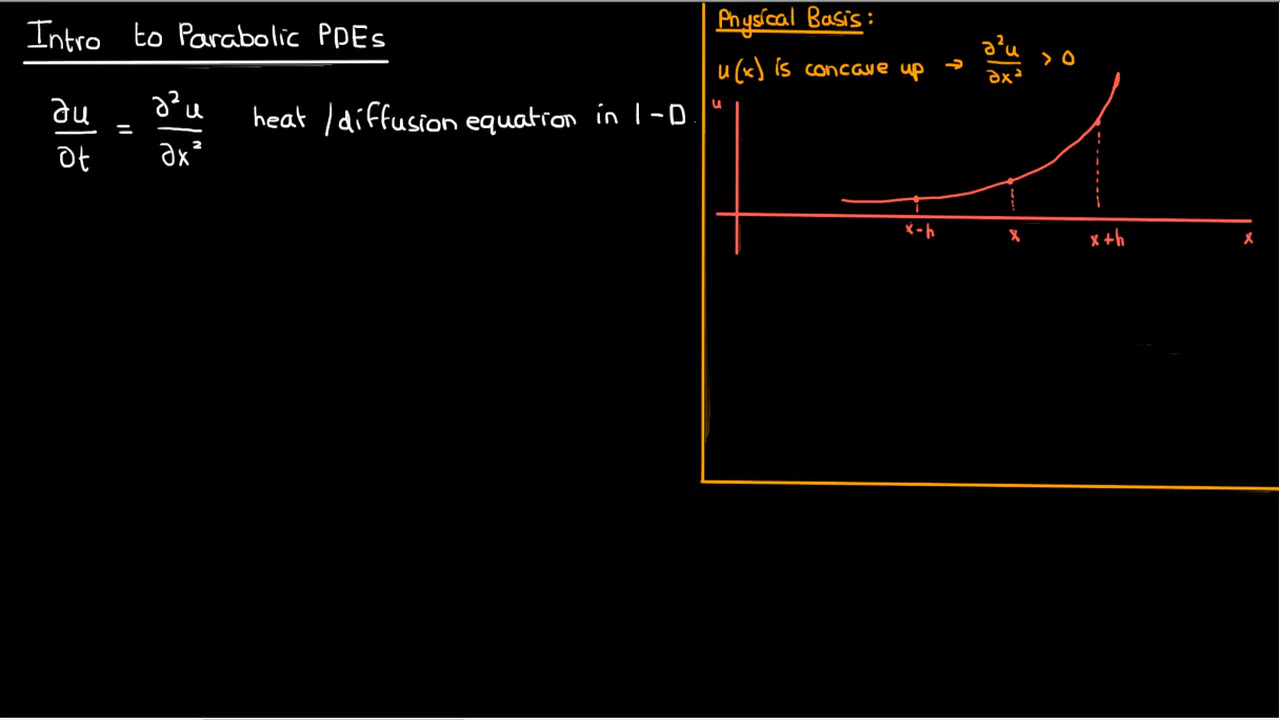 Intro to Parabolic PDEs
∂u/∂t = ∂²u/∂x² heat / diffusion equation in 1-D.
Physical Basis:
u(x) is concave up → ∂²u/∂x² > 0
u
x-h x x+h x